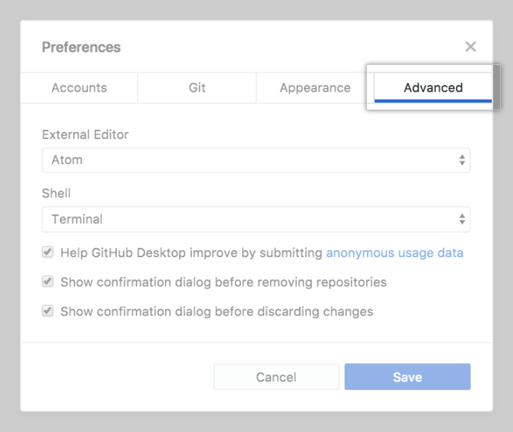 Preferences
Accounts Git Appearance Advanced
External Editor
Atom
Shell
Terminal
Help GitHub Desktop improve by submitting anonymous usage data
Show confirmation dialog before removing repositories
Show confirmation dialog before discarding changes
Cancel Save